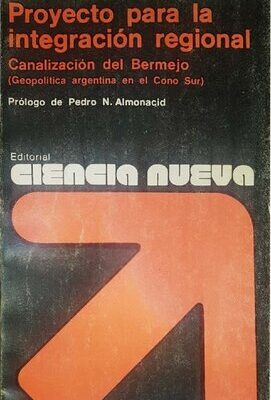 Proyecto para la
integración regional
Canalización del Bermejo
(Geopolítica argentina en el Cono Sur)
Prólogo de Pedro N. Almonacid
Editorial
CIENCIA NUEVA